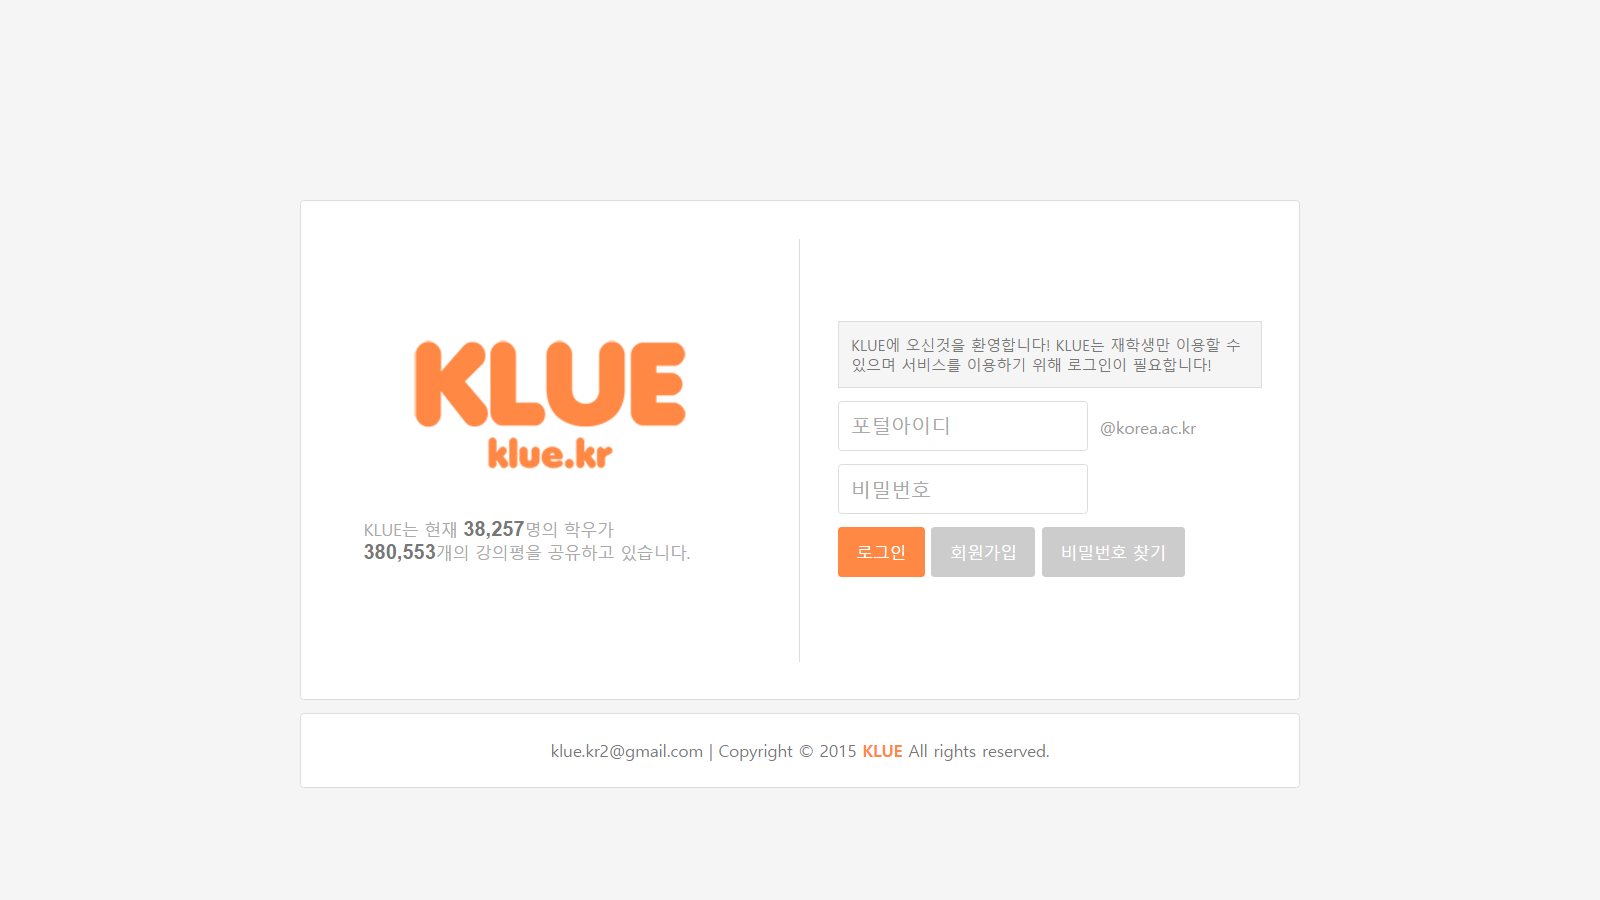 KLUE
klue.kr
KLUE는 현재 38,257명의 학우가
380,553개의 강의평을 공유하고 있습니다.
KLUE에 오신것을 환영합니다! KLUE는 재학생만 이용할 수
있으며 서비스를 이용하기 위해 로그인이 필요합니다!
포털아이디 @korea.ac.kr
비밀번호
로그인 회원가입 비밀번호 찾기
klue.kr2@gmail.com | Copyright © 2015 KLUE All rights reserved.